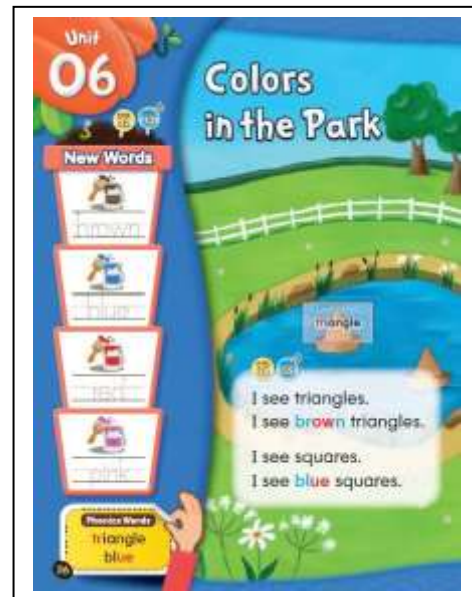 Unit
06
Colors
in the Park
New Words
brown
blue
red
pink
triangle
I see triangles.
I see brown triangles.
I see squares.
I see blue squares.
Phonics Words
triangle
blue